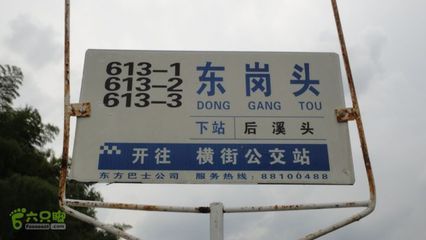 613-1
613-2
613-3
东岗头
DONG GANG TOU
下站 后溪头
开往 横街公交站
东方巴士公司 服务热线:88100488
六只脚
Foooooot.com